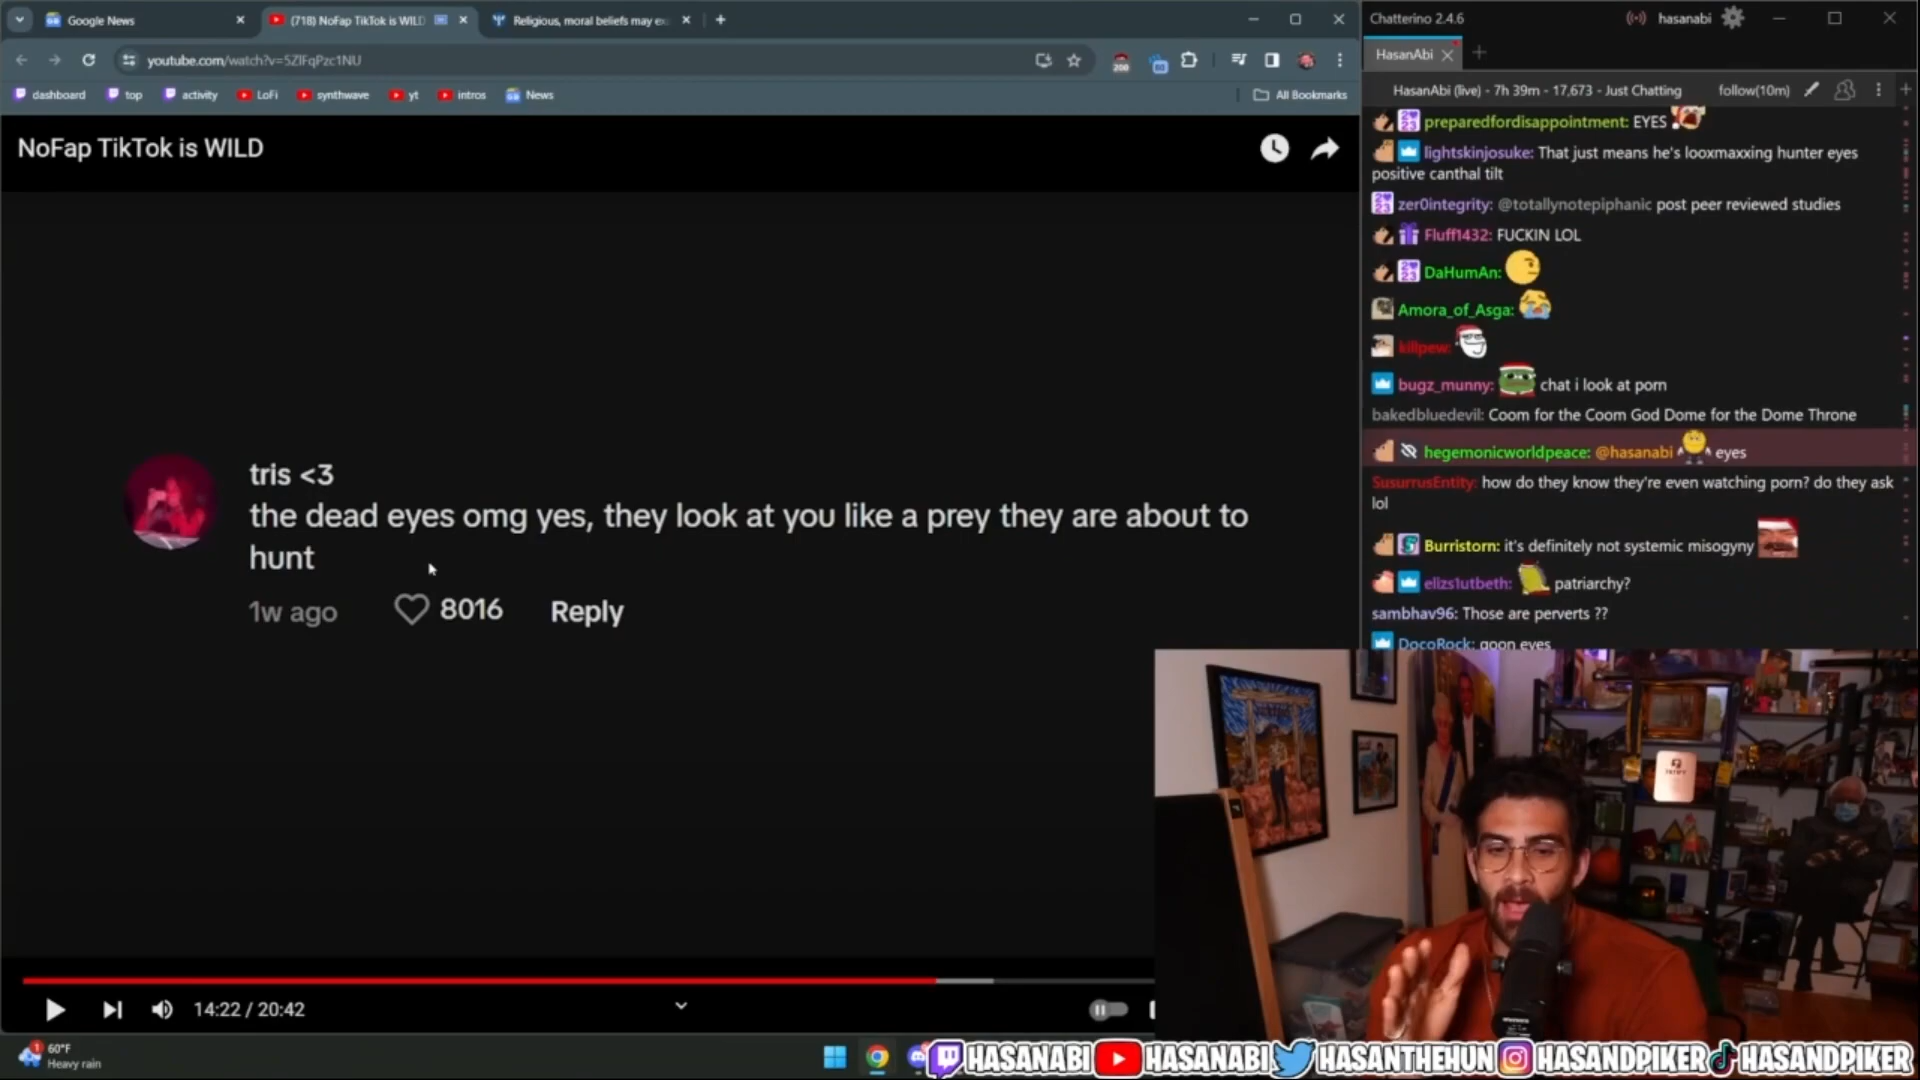 Google News
(718) NoFap TikTok is WILD
Religious, moral beliefs may ex
youtube.com/watch?v=5ZlFqPzc1NU
200
dashboard
top
activity
LoFi
synthwave
yt
intros
News
All Bookmarks
NoFap TikTok is WILD
tris <3
the dead eyes omg yes, they look at you like a prey they are about to
hunt
1w ago
8016
Reply
14:22 / 20:42
1
60°F
Heavy rain
Chatterino 2.4.6
hasanabi
HasanAbi
HasanAbi (live) - 7h 39m - 17,673 - Just Chatting
follow(10m)
preparedfordisappointment: EYES
lightskinjosuke: That just means he's looxmaxxing hunter eyes
positive canthal tilt
zer0integrity: @totallynotepiphanic post peer reviewed studies
Fluff1432: FUCKIN LOL
DaHumAn:
Amora_of_Asga:
killpew:
bugz_munny: chat i look at porn
bakedbluedevil: Coom for the Coom God Dome for the Dome Throne
hegemonicworldpeace: @hasanabi eyes
SusurrusEntity: how do they know they're even watching porn? do they ask
lol
Burristorn: it's definitely not systemic misogyny
elizs1utbeth: patriarchy?
sambhav96: Those are perverts ??
DocoRock: goon eyes
HASANABI
HASANABI
HASANTHEHUN
HASANDPIKER
HASANDPIKER